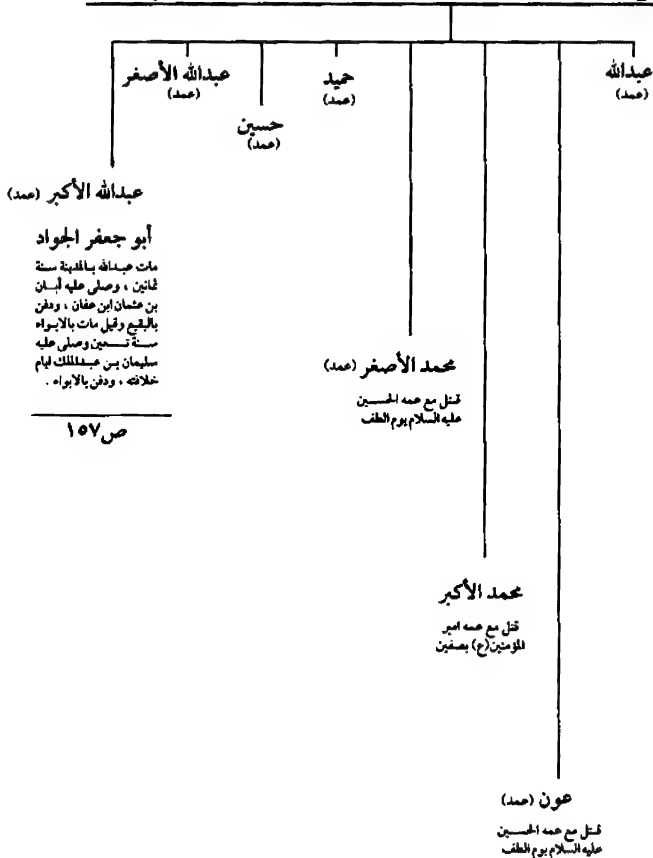 عبدالله
(عمد)
حميد
(عمد)
عبدالله الأصغر
(عمد)
حسين
(عمد)
عبدالله الأكبر (عمد)
أبو جعفر الجواد
مات عبدالله بالمدينة سنة
ثمانين ، وصلى عليه أبان
بن عثمان ابن عفان ، ودفن
بالبقيع وقيل مات بالابواء
سنة تسعين وصلى عليه
سليمان بن عبدالملك ايام
خلافته ، ودفن بالابواء .
ص١٥٧
محمد الأصغر (عمد)
قتل مع عمه الحسين
عليه السلام يوم الطف
محمد الأكبر
قتل مع عمه امير
المؤمنين (ع) بصفين
عون (عمد)
قتل مع عمه الحسين
عليه السلام يوم الطف